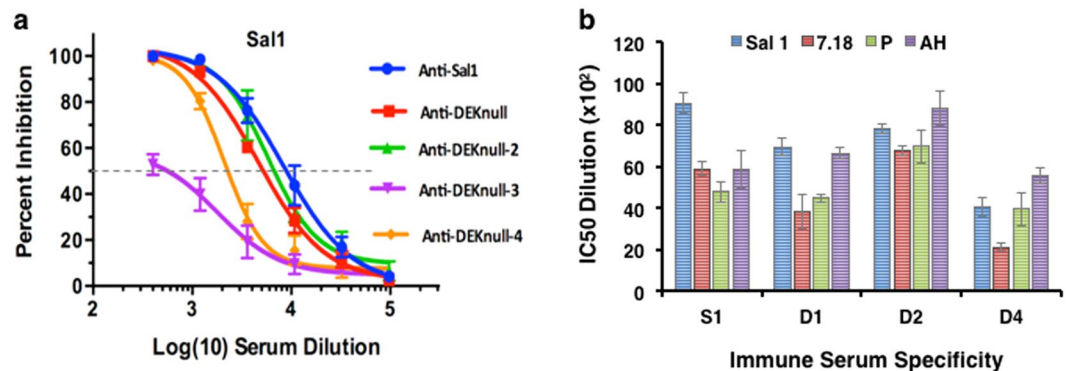 a
Sal1
Percent Inhibition
100
80
60
40
20
0
2 3 4 5
Log(10) Serum Dilution
Anti-Sal1
Anti-DEKnull
Anti-DEKnull-2
Anti-DEKnull-3
Anti-DEKnull-4
b
Sal 1 7.18 P AH
IC50 Dilution (x10²)
120
100
80
60
40
20
0
S1 D1 D2 D4
Immune Serum Specificity